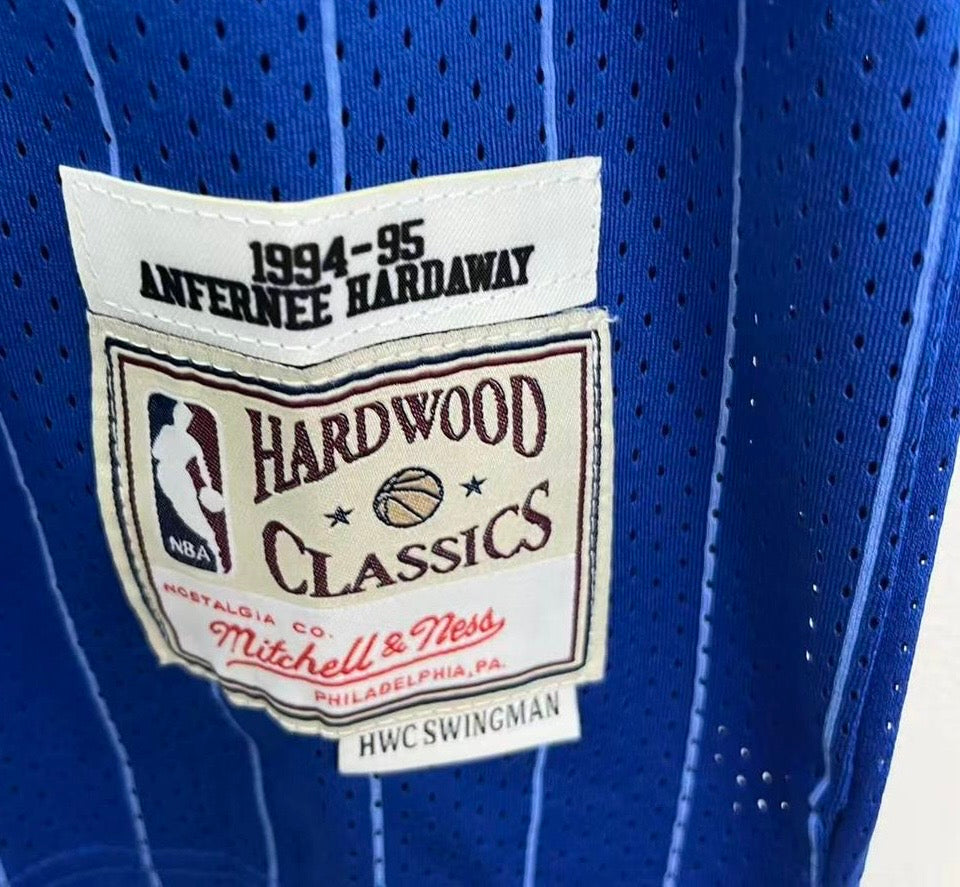 1994-95
ANFERNEE HARDAWAY
HARDWOOD
CLASSICS
NBA
NOSTALGIA CO.
Mitchell & Ness
PHILADELPHIA, PA.
HWC SWINGMAN